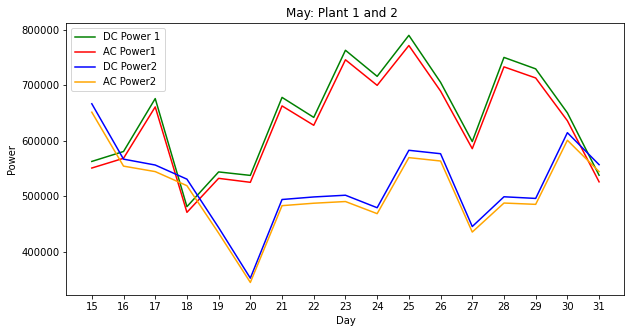 May: Plant 1 and 2
DC Power 1
AC Power1
DC Power2
AC Power2
Power
800000
700000
600000
500000
400000
15 16 17 18 19 20 21 22 23 24 25 26 27 28 29 30 31
Day